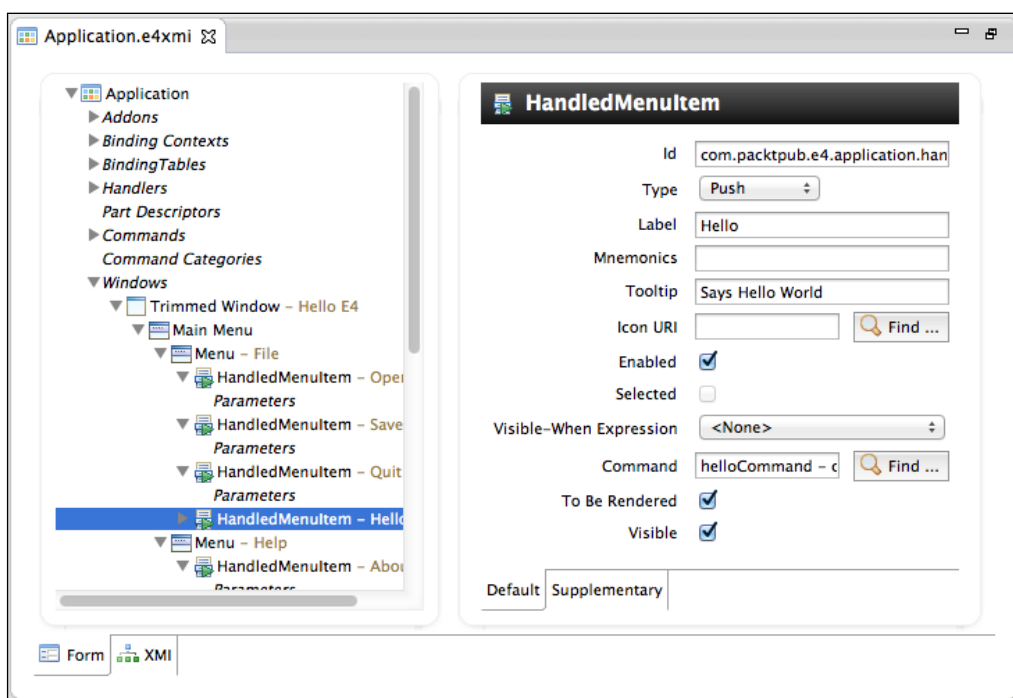 Application.e4xmi
Application
Addons
Binding Contexts
BindingTables
Handlers
Part Descriptors
Commands
Command Categories
Windows
Trimmed Window – Hello E4
Main Menu
Menu – File
HandledMenuItem – Oper
Parameters
HandledMenuItem – Save
Parameters
HandledMenuItem – Quit
Parameters
HandledMenuItem – Hello
Menu – Help
HandledMenuItem – Abou
Parameters
HandledMenuItem
Id com.packtpub.e4.application.han
Type Push
Label Hello
Mnemonics
Tooltip Says Hello World
Icon URI Find ...
Enabled
Selected
Visible-When Expression <None>
Command helloCommand – c Find ...
To Be Rendered
Visible
Default Supplementary
Form XMI